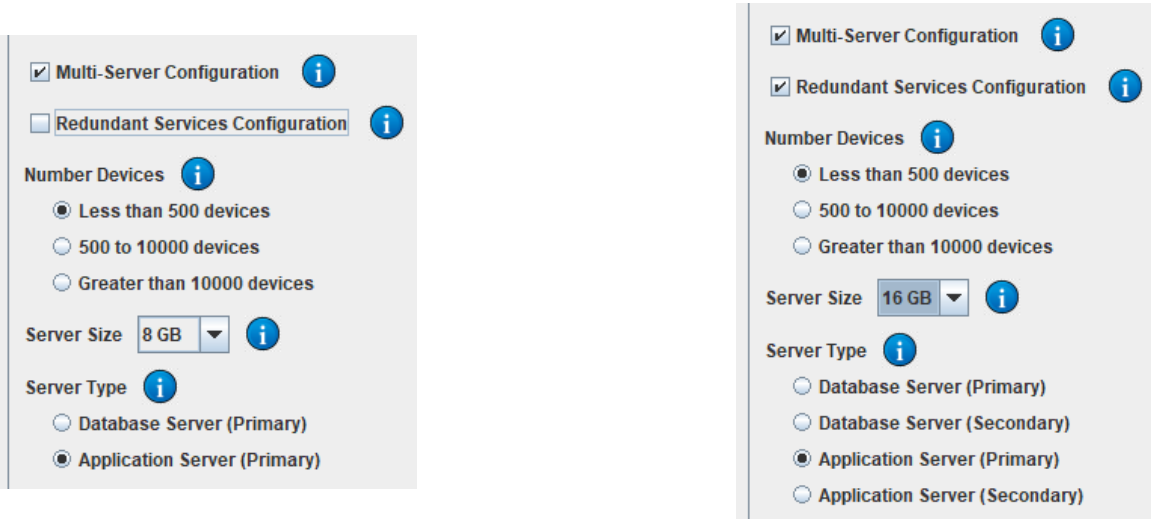 Multi-Server Configuration i
Redundant Services Configuration i
Number Devices i
Less than 500 devices
500 to 10000 devices
Greater than 10000 devices
Server Size 8 GB i
Server Type i
Database Server (Primary)
Application Server (Primary)
Multi-Server Configuration i
Redundant Services Configuration i
Number Devices i
Less than 500 devices
500 to 10000 devices
Greater than 10000 devices
Server Size 16 GB i
Server Type i
Database Server (Primary)
Database Server (Secondary)
Application Server (Primary)
Application Server (Secondary)